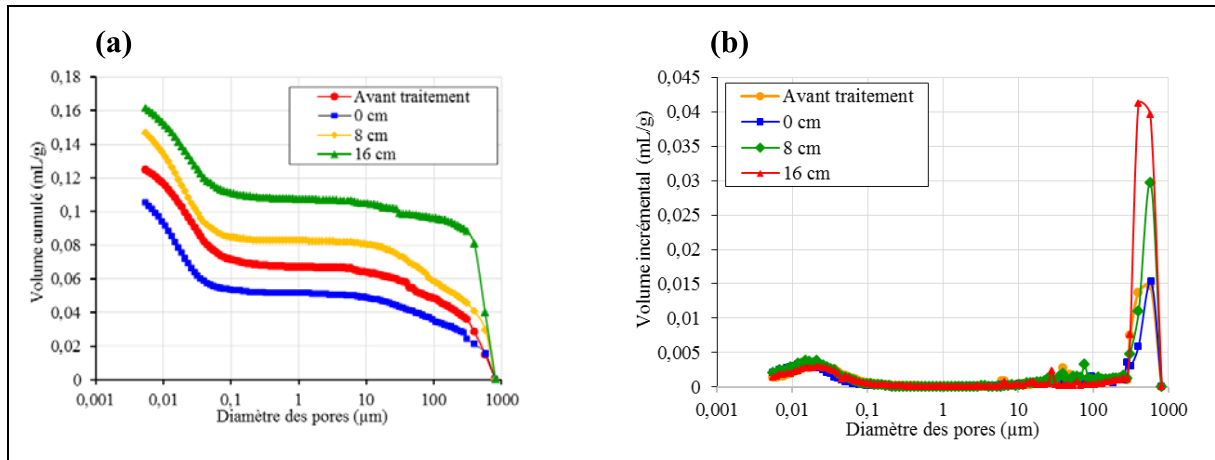 (a)
Volume cumulé (mL/g)
0,18
0,16
0,14
0,12
0,1
0,08
0,06
0,04
0,02
0
Avant traitement
0 cm
8 cm
16 cm
0,001 0,01 0,1 1 10 100 1000
Diamètre des pores (µm)
(b)
Volume incrémental (mL/g)
0,045
0,04
0,035
0,03
0,025
0,02
0,015
0,01
0,005
0
Avant traitement
0 cm
8 cm
16 cm
0,001 0,01 0,1 1 10 100 1000
Diamètre des pores (µm)